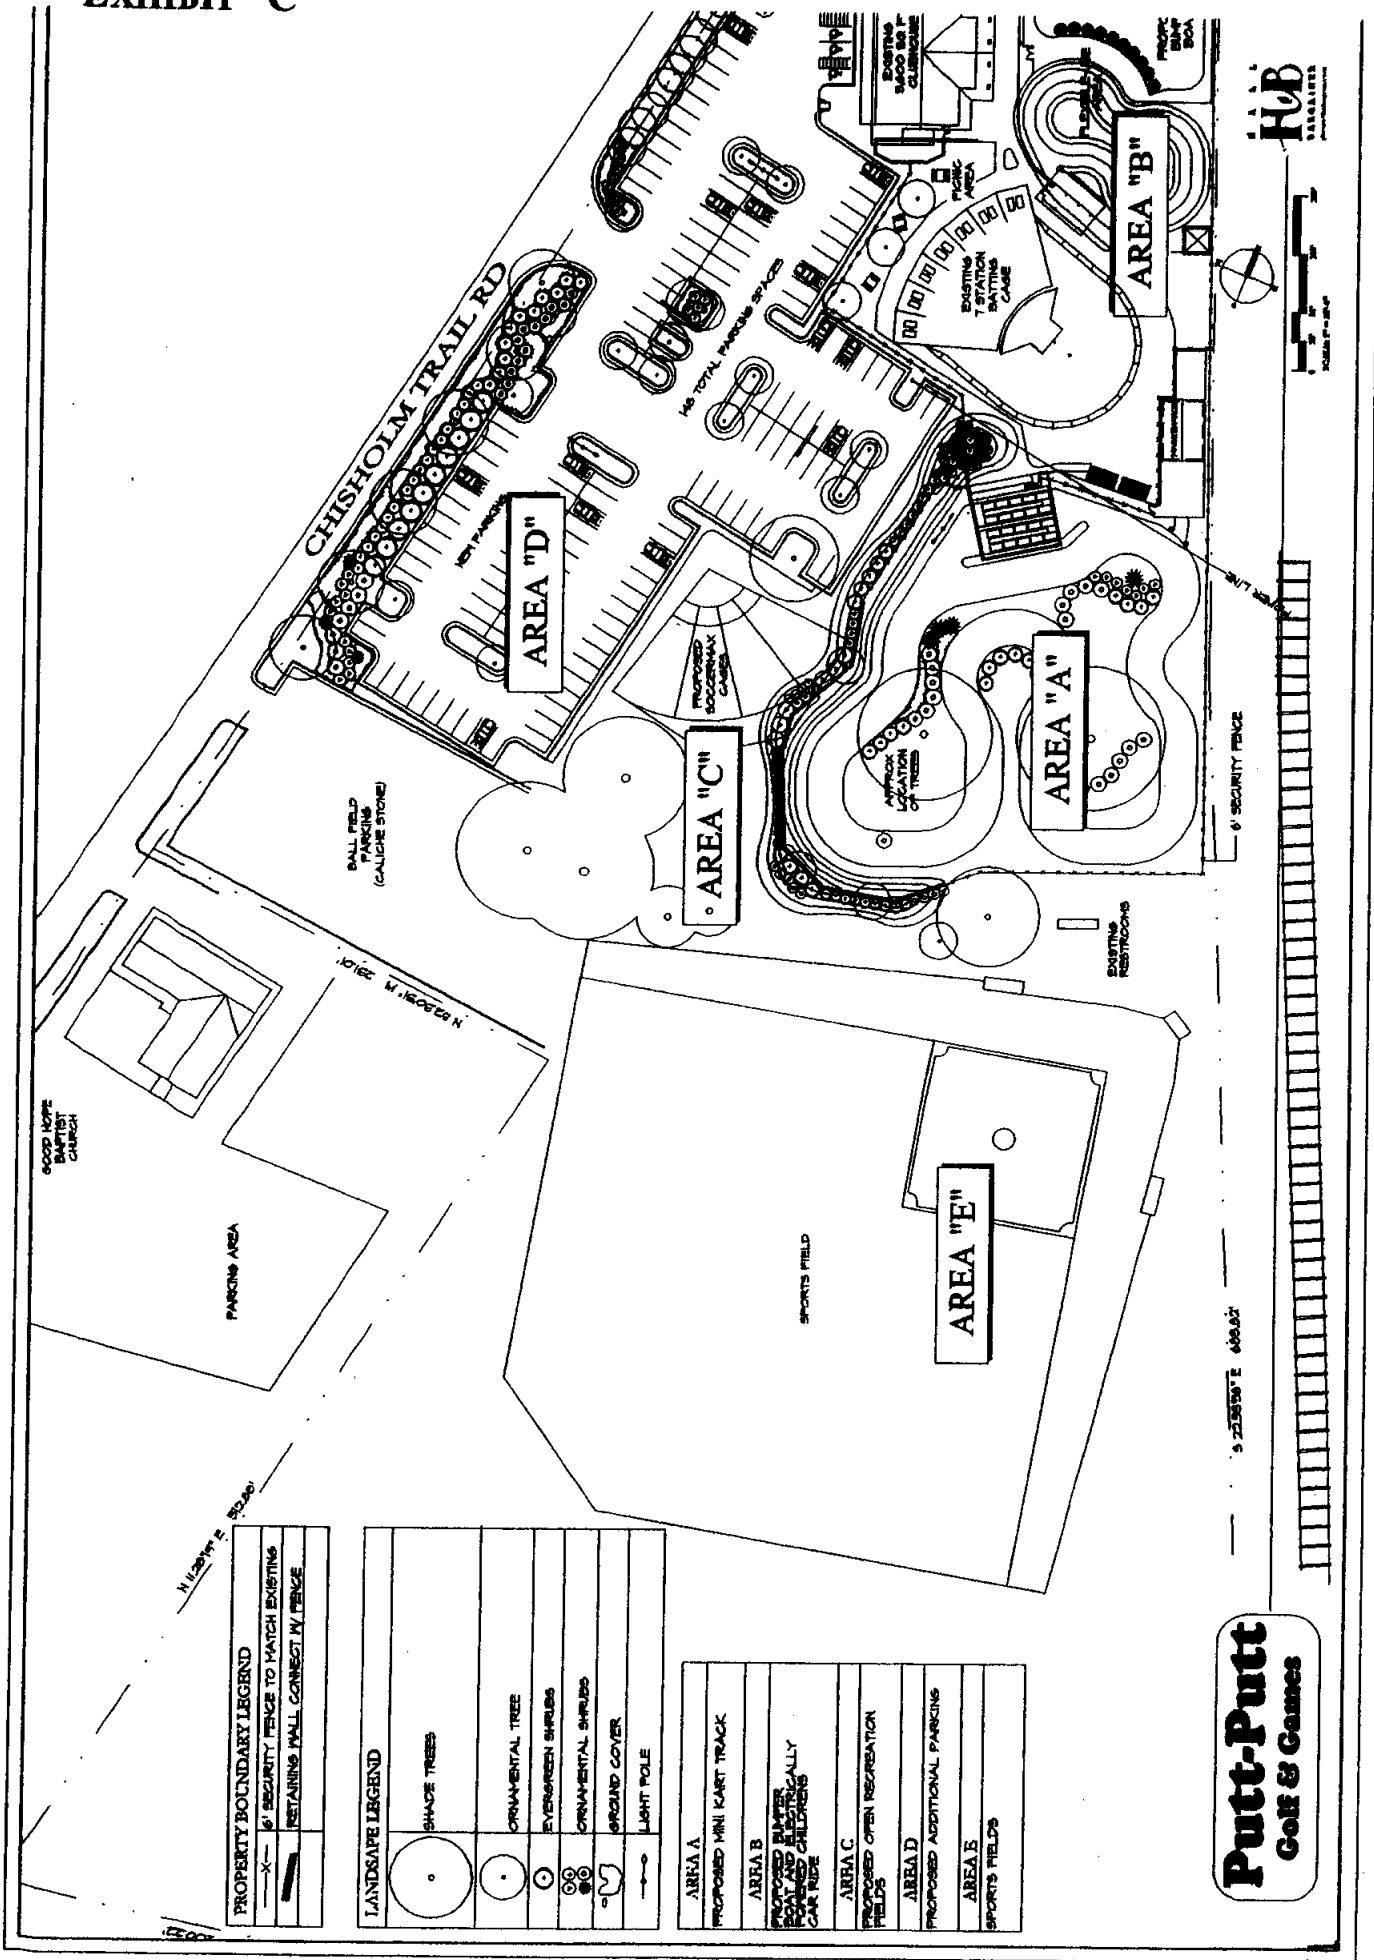 EXHIBIT "C"
CHISHOLM TRAIL RD
EXISTING
CLUBHOUSE
PICNIC
AREA
EXISTING
7 STATION
BATTING
CAGE
AREA "B"
148 TOTAL PARKING SPACES
NEW PARKING
AREA "D"
PROPOSED
SOCCERMAX
CAGES
AREA "C"
APPROX
LOCATION
OF TREES
AREA "A"
6' SECURITY FENCE
BALL FIELD
PARKING
(CALICHE STONE)
EXISTING
RESTROOMS
GOOD HOPE
BAPTIST
CHURCH
PARKING AREA
SPORTS FIELD
AREA "E"
PROPERTY BOUNDARY LEGEND
6' SECURITY FENCE TO MATCH EXISTING
RETAINING WALL CONNECT W/ FENCE
LANDSAPE LEGEND
SHADE TREES
ORNAMENTAL TREE
EVERGREEN SHRUBS
ORNAMENTAL SHRUBS
GROUND COVER
LIGHT POLE
AREA A
PROPOSED MINI KART TRACK
AREA B
PROPOSED BUMPER
BOAT AND ELECTRICALLY
POWERED CHILDRENS
CAR RIDE
AREA C
PROPOSED OPEN RECREATION
FIELDS
AREA D
PROPOSED ADDITIONAL PARKING
AREA E
SPORTS FIELDS
Putt-Putt
Golf & Games